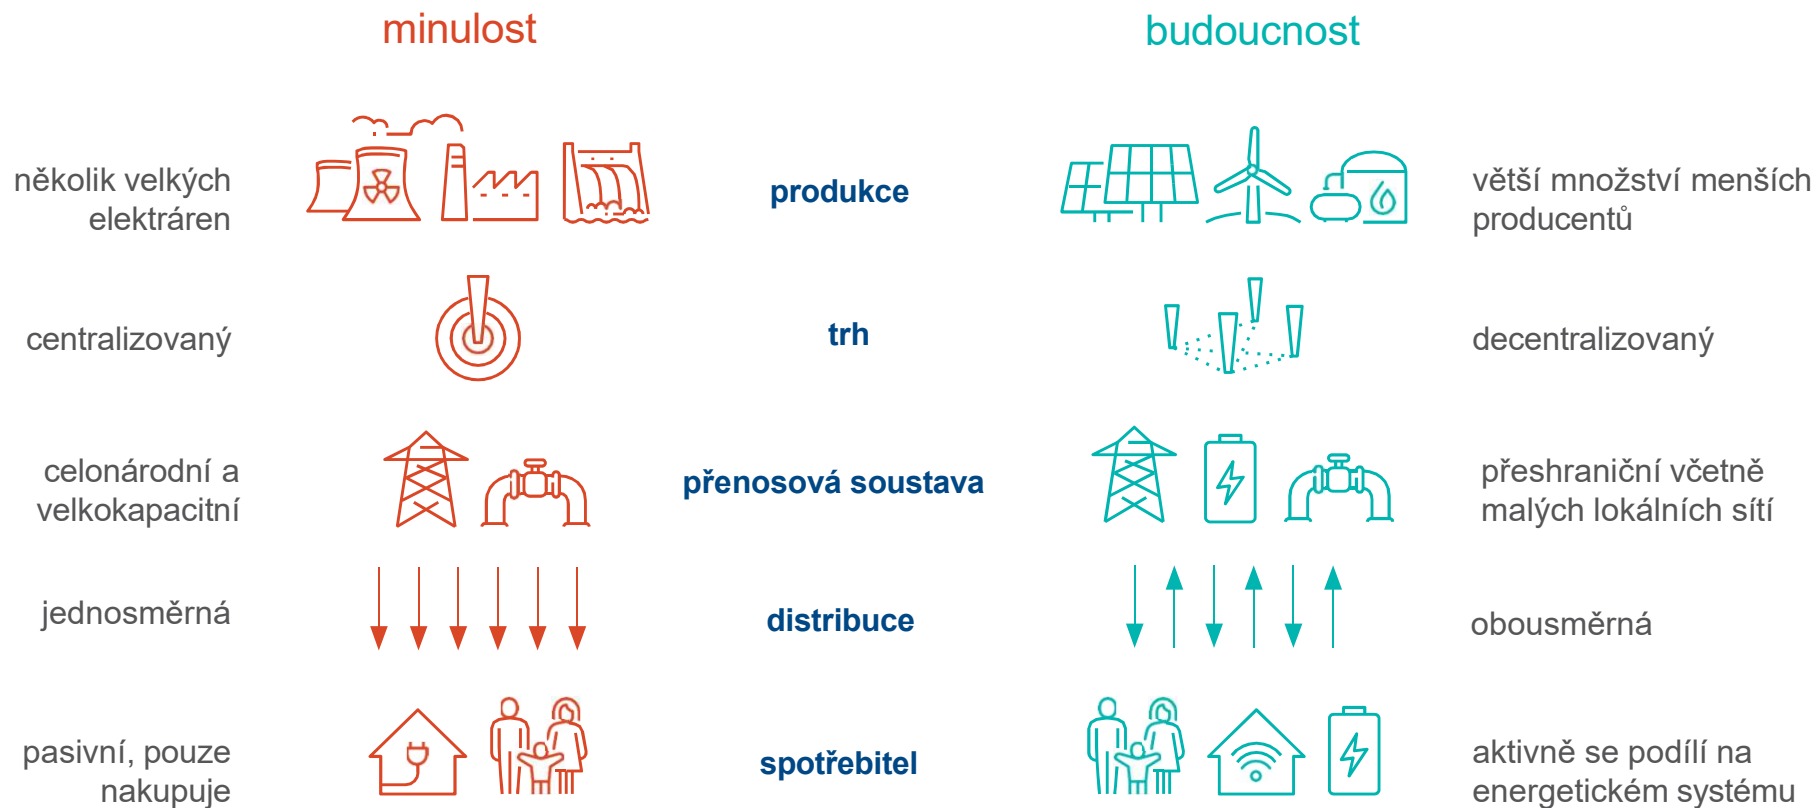 minulost
budoucnost
několik velkých
elektráren
produkce
větší množství menších
producentů
centralizovaný
trh
decentralizovaný
celonárodní a
velkokapacitní
přenosová soustava
přeshraniční včetně
malých lokálních sítí
jednosměrná
distribuce
obousměrná
pasivní, pouze
nakupuje
spotřebitel
aktivně se podílí na
energetickém systému